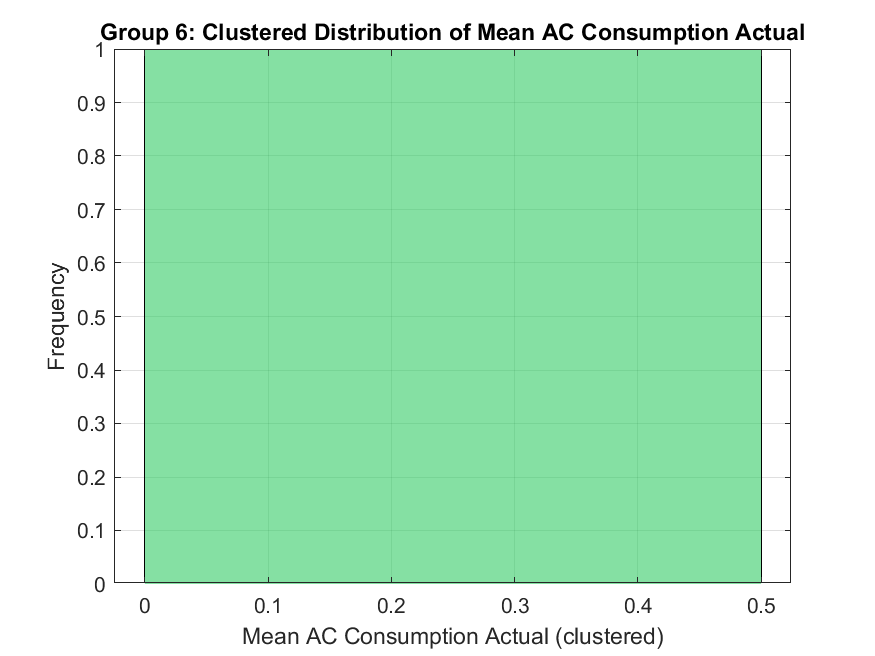 Group 6: Clustered Distribution of Mean AC Consumption Actual
1
0.9
0.8
0.7
0.6
0.5
0.4
0.3
0.2
0.1
0
Frequency
0 0.1 0.2 0.3 0.4 0.5
Mean AC Consumption Actual (clustered)